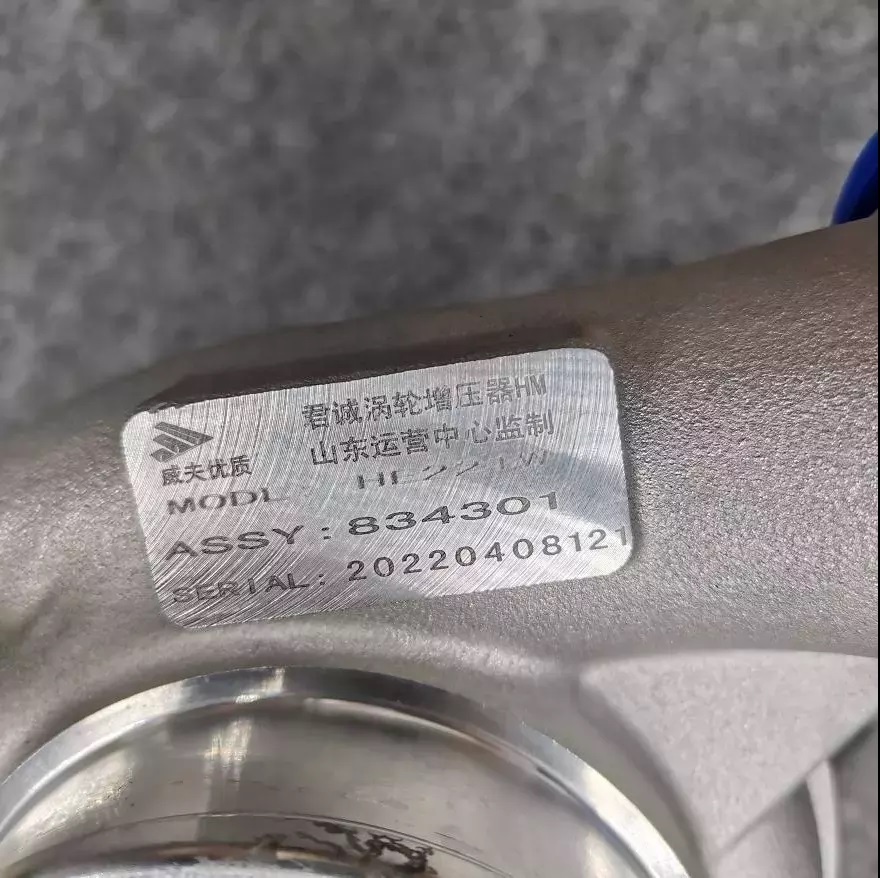 君诚涡轮增压器HM
山东运营中心监制
威夫优质
MODL
ASSY: 834301
SERIAL: 20220408121